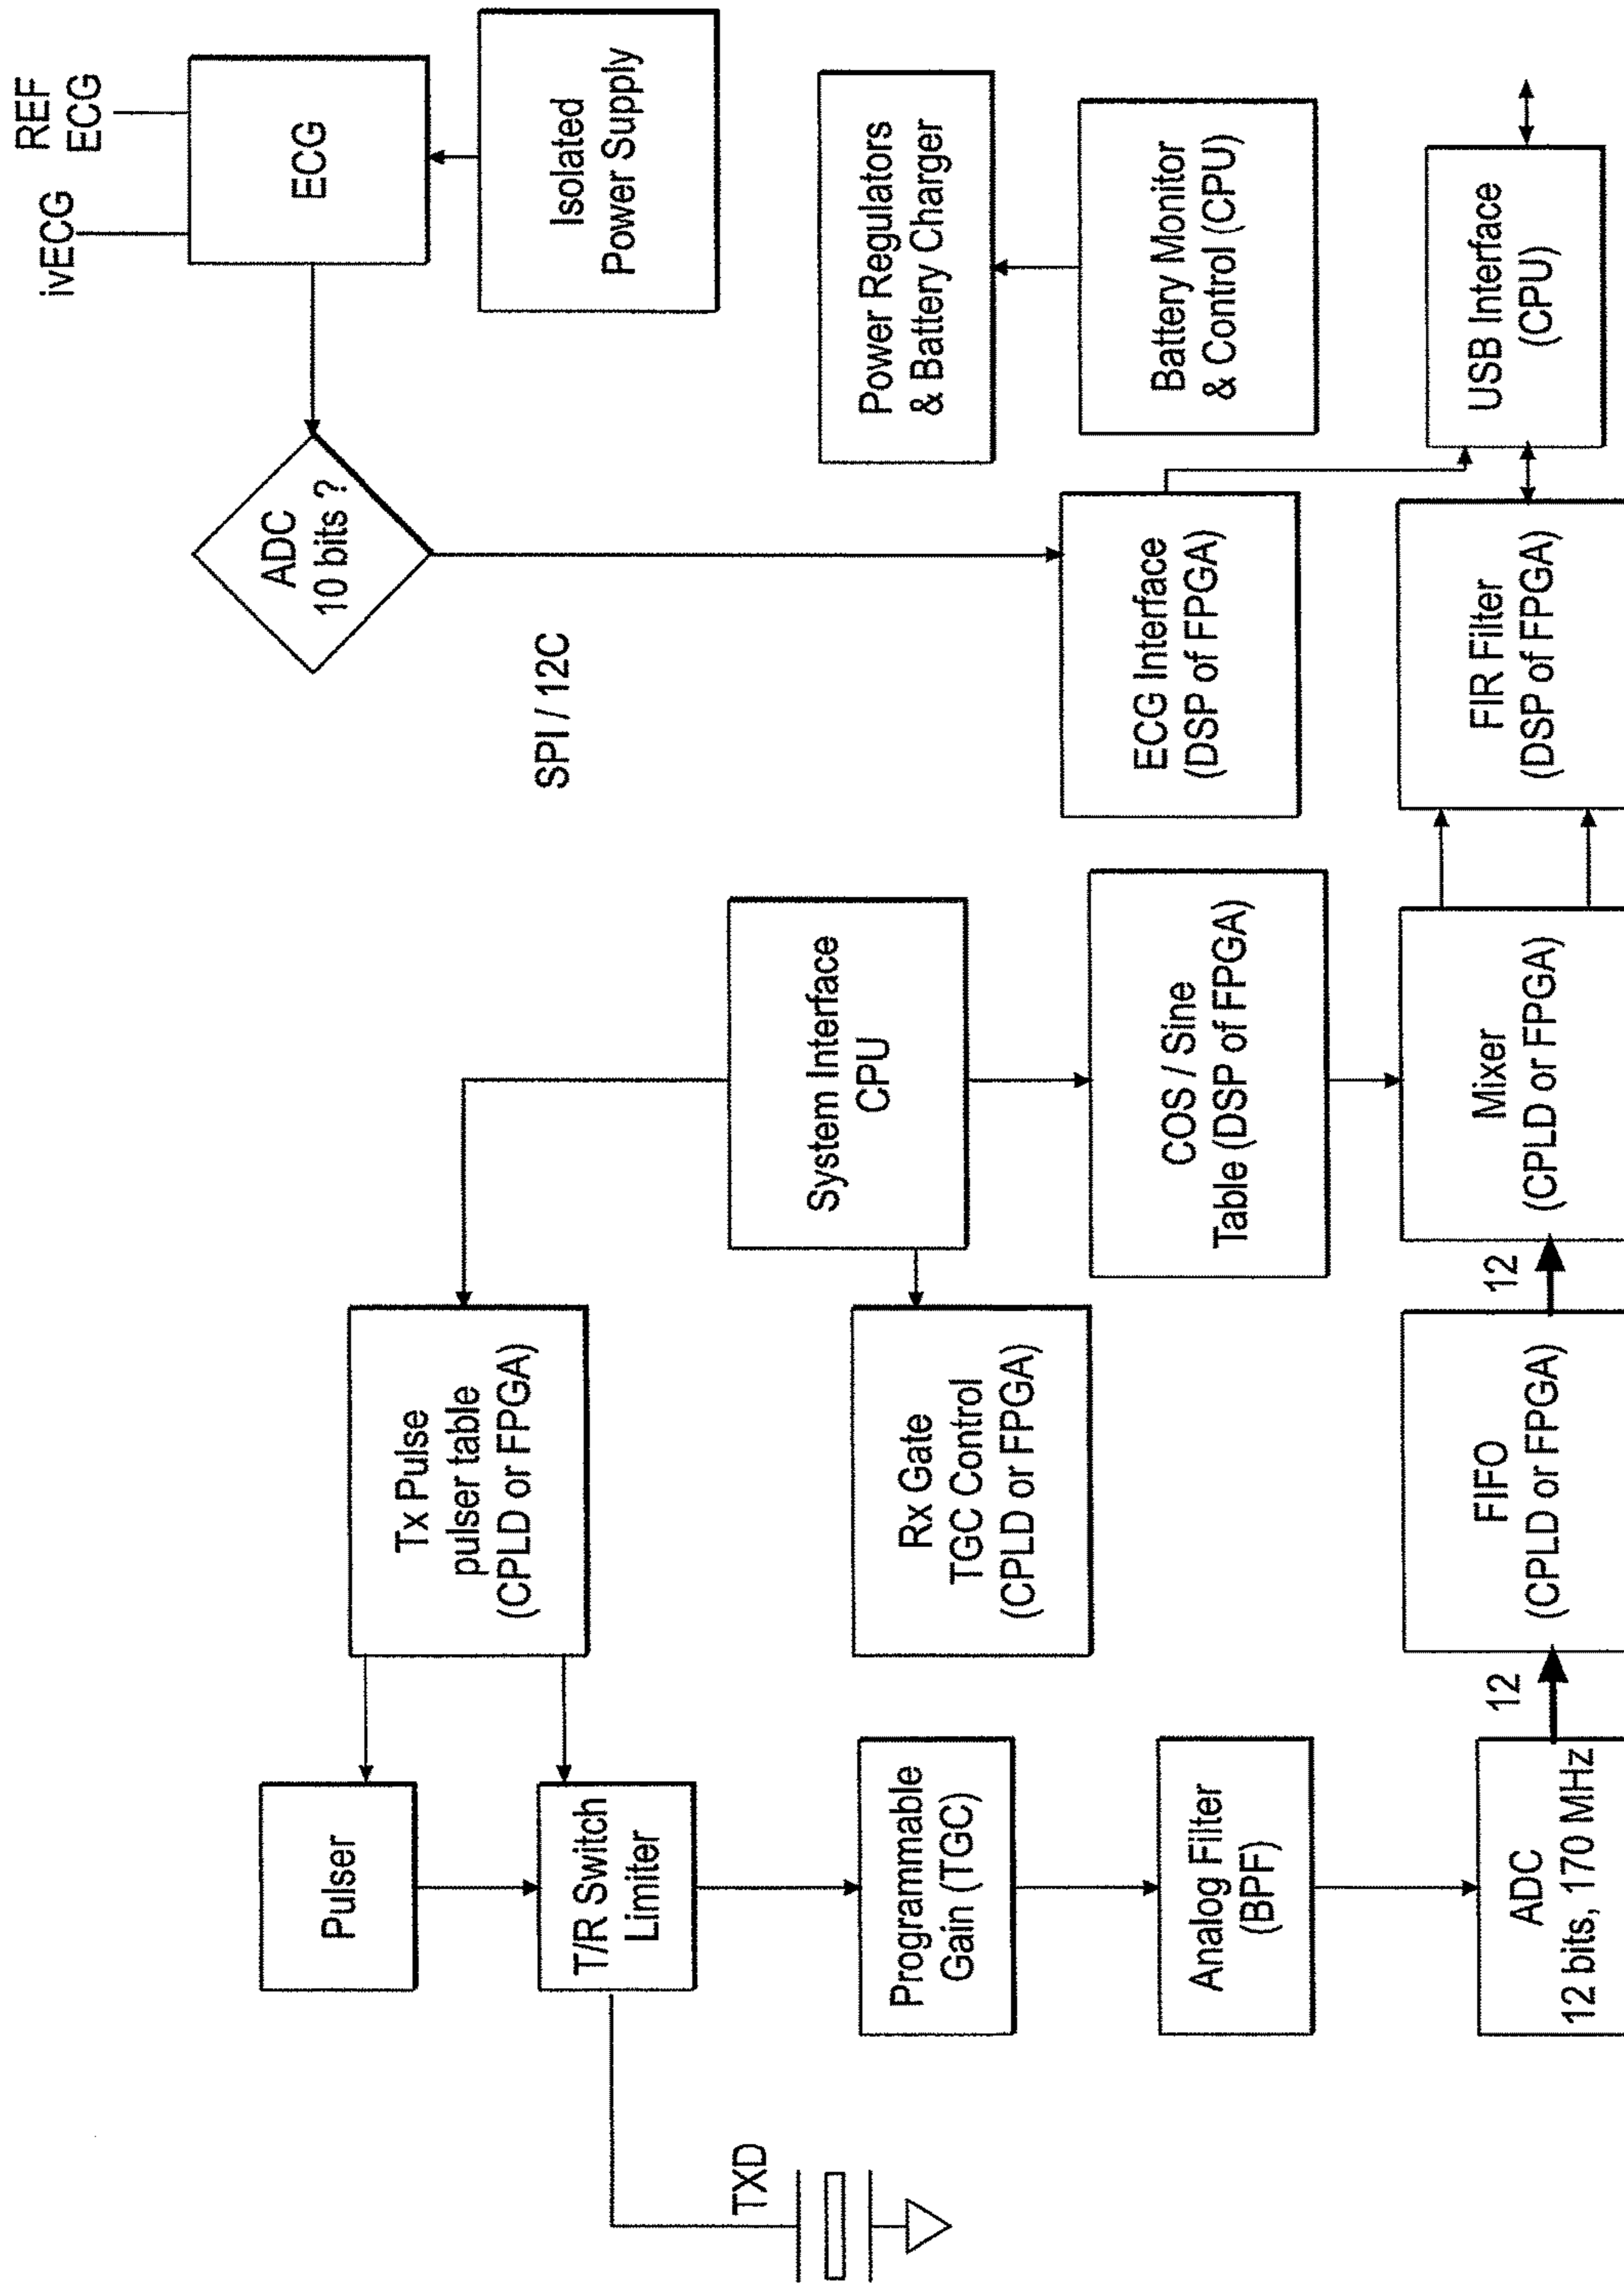 ivECG
REF
ECG
ECG
Isolated
Power Supply
ADC
10 bits ?
SPI / 12C
Pulser
Tx Pulse
pulser table
(CPLD or FPGA)
T/R Switch
Limiter
TXD
System Interface
CPU
Power Regulators
& Battery Charger
Battery Monitor
& Control (CPU)
Programmable
Gain (TGC)
Rx Gate
TGC Control
(CPLD or FPGA)
COS / Sine
Table (DSP of FPGA)
ECG Interface
(DSP of FPGA)
Analog Filter
(BPF)
ADC
12 bits, 170 MHz
12
FIFO
(CPLD or FPGA)
12
Mixer
(CPLD or FPGA)
FIR Filter
(DSP of FPGA)
USB Interface
(CPU)